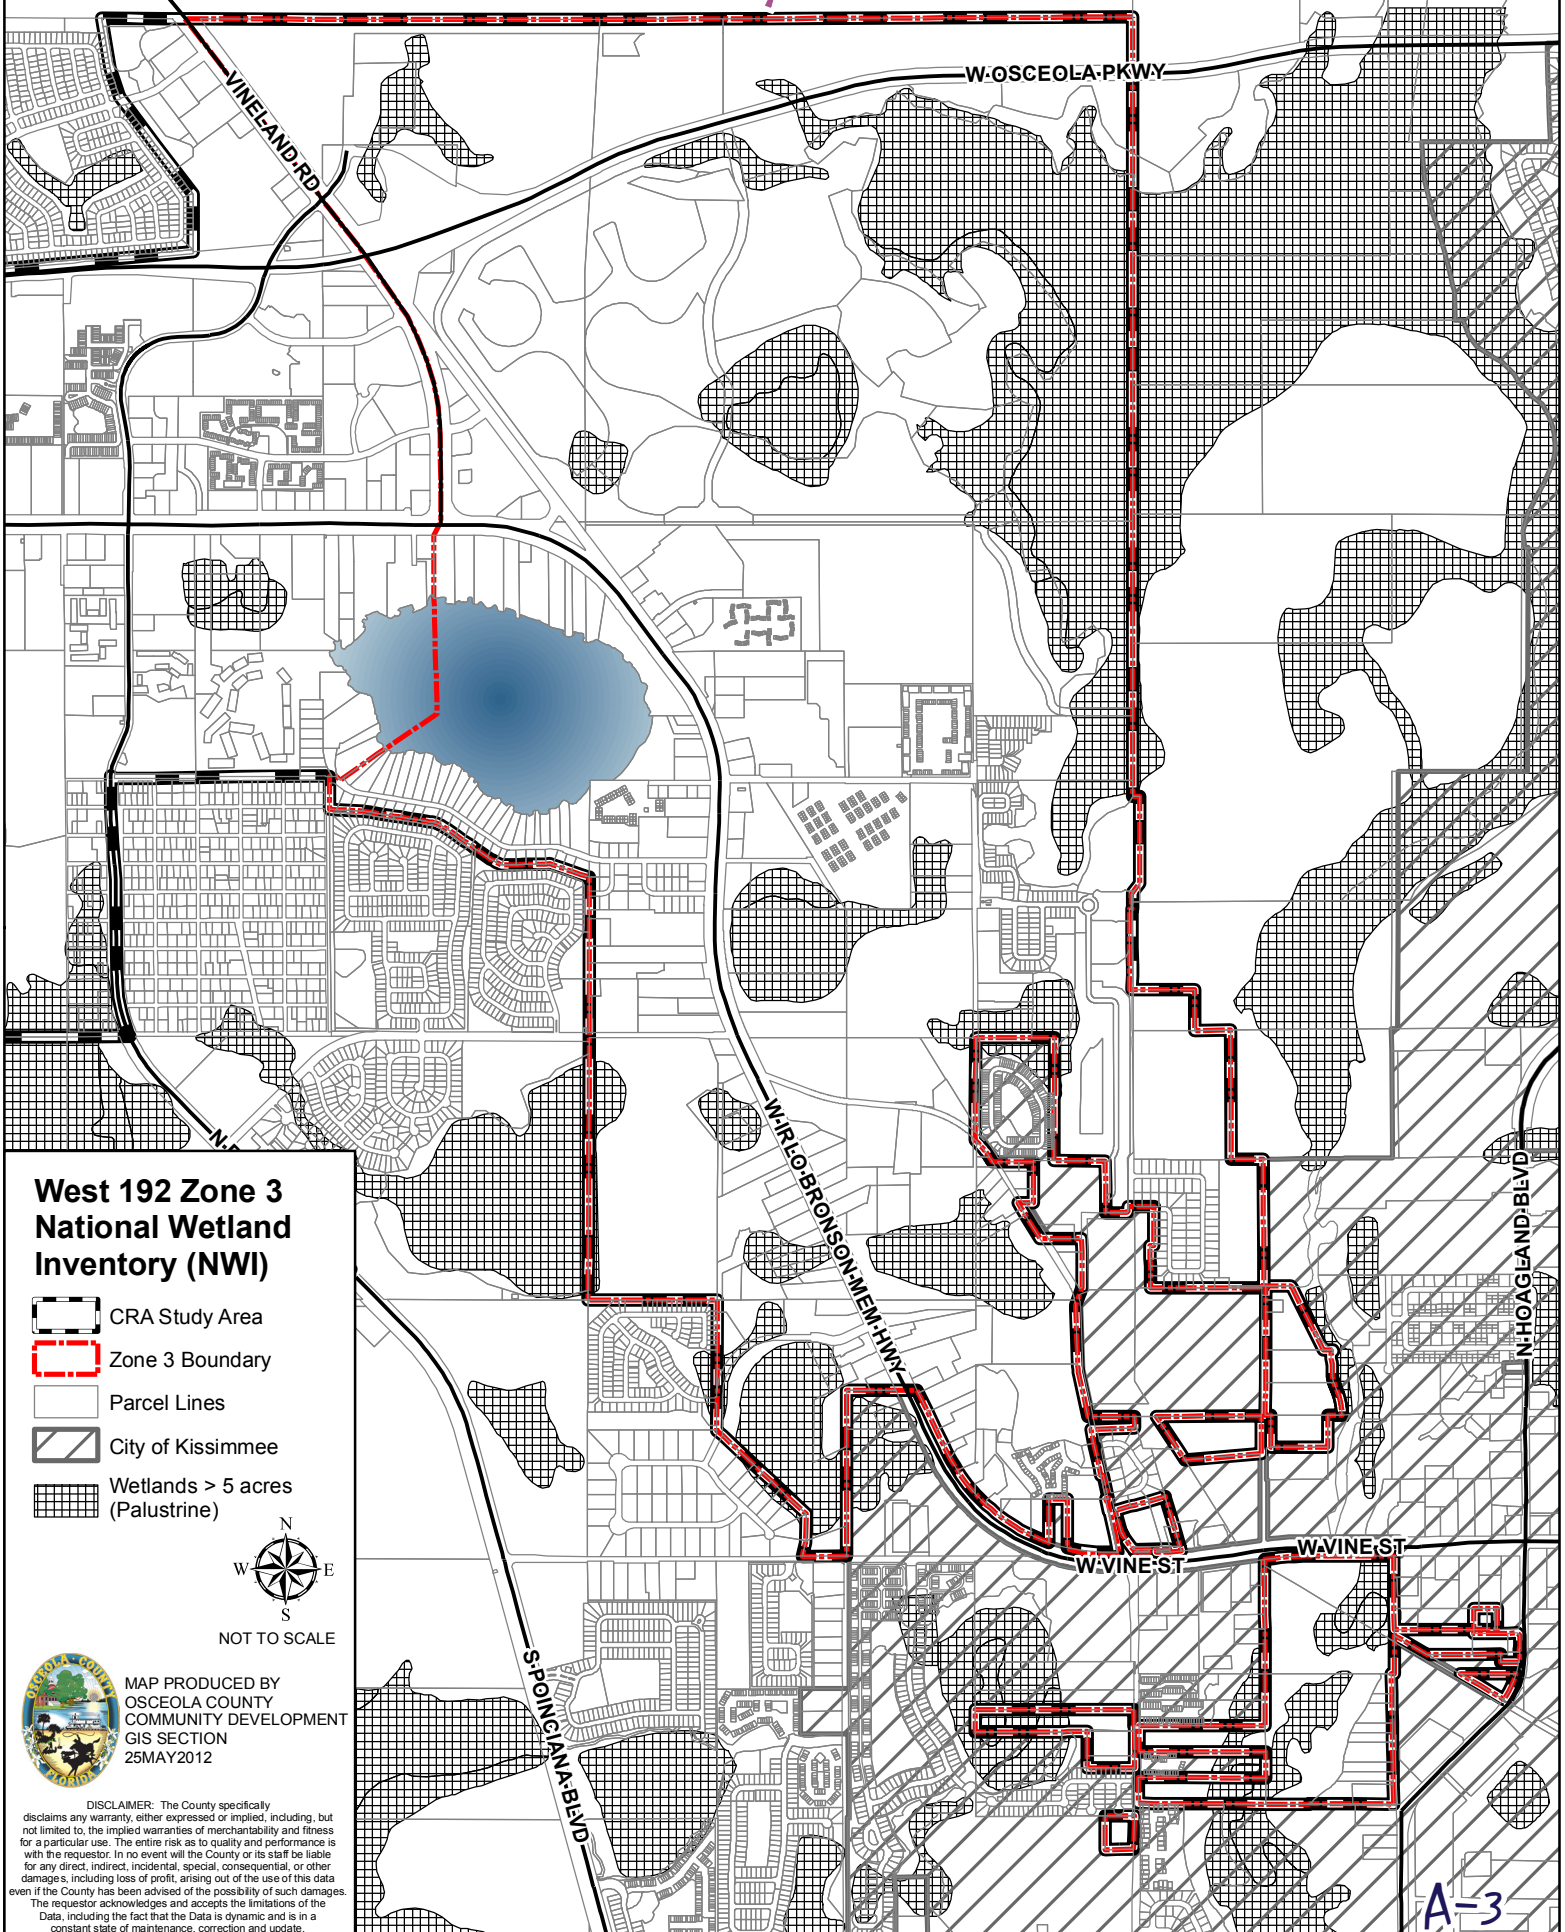 W OSCEOLA PKWY
VINELAND RD
W IRLO BRONSON MEM HWY
N HOAGLAND BLVD
W VINE ST
W VINE ST
S POINCIANA BLVD
West 192 Zone 3
National Wetland
Inventory (NWI)
CRA Study Area
Zone 3 Boundary
Parcel Lines
City of Kissimmee
Wetlands > 5 acres
(Palustrine)
N
W E
S
NOT TO SCALE
OSCEOLA COUNTY
FLORIDA
MAP PRODUCED BY
OSCEOLA COUNTY
COMMUNITY DEVELOPMENT
GIS SECTION
25MAY2012
DISCLAIMER: The County specifically
disclaims any warranty, either expressed or implied, including, but
not limited to, the implied warranties of merchantability and fitness
for a particular use. The entire risk as to quality and performance is
with the requestor. In no event will the County or its staff be liable
for any direct, indirect, incidental, special, consequential, or other
damages, including loss of profit, arising out of the use of this data
even if the County has been advised of the possibility of such damages.
The requestor acknowledges and accepts the limitations of the
Data, including the fact that the Data is dynamic and is in a
constant state of maintenance, correction and update.
A-3